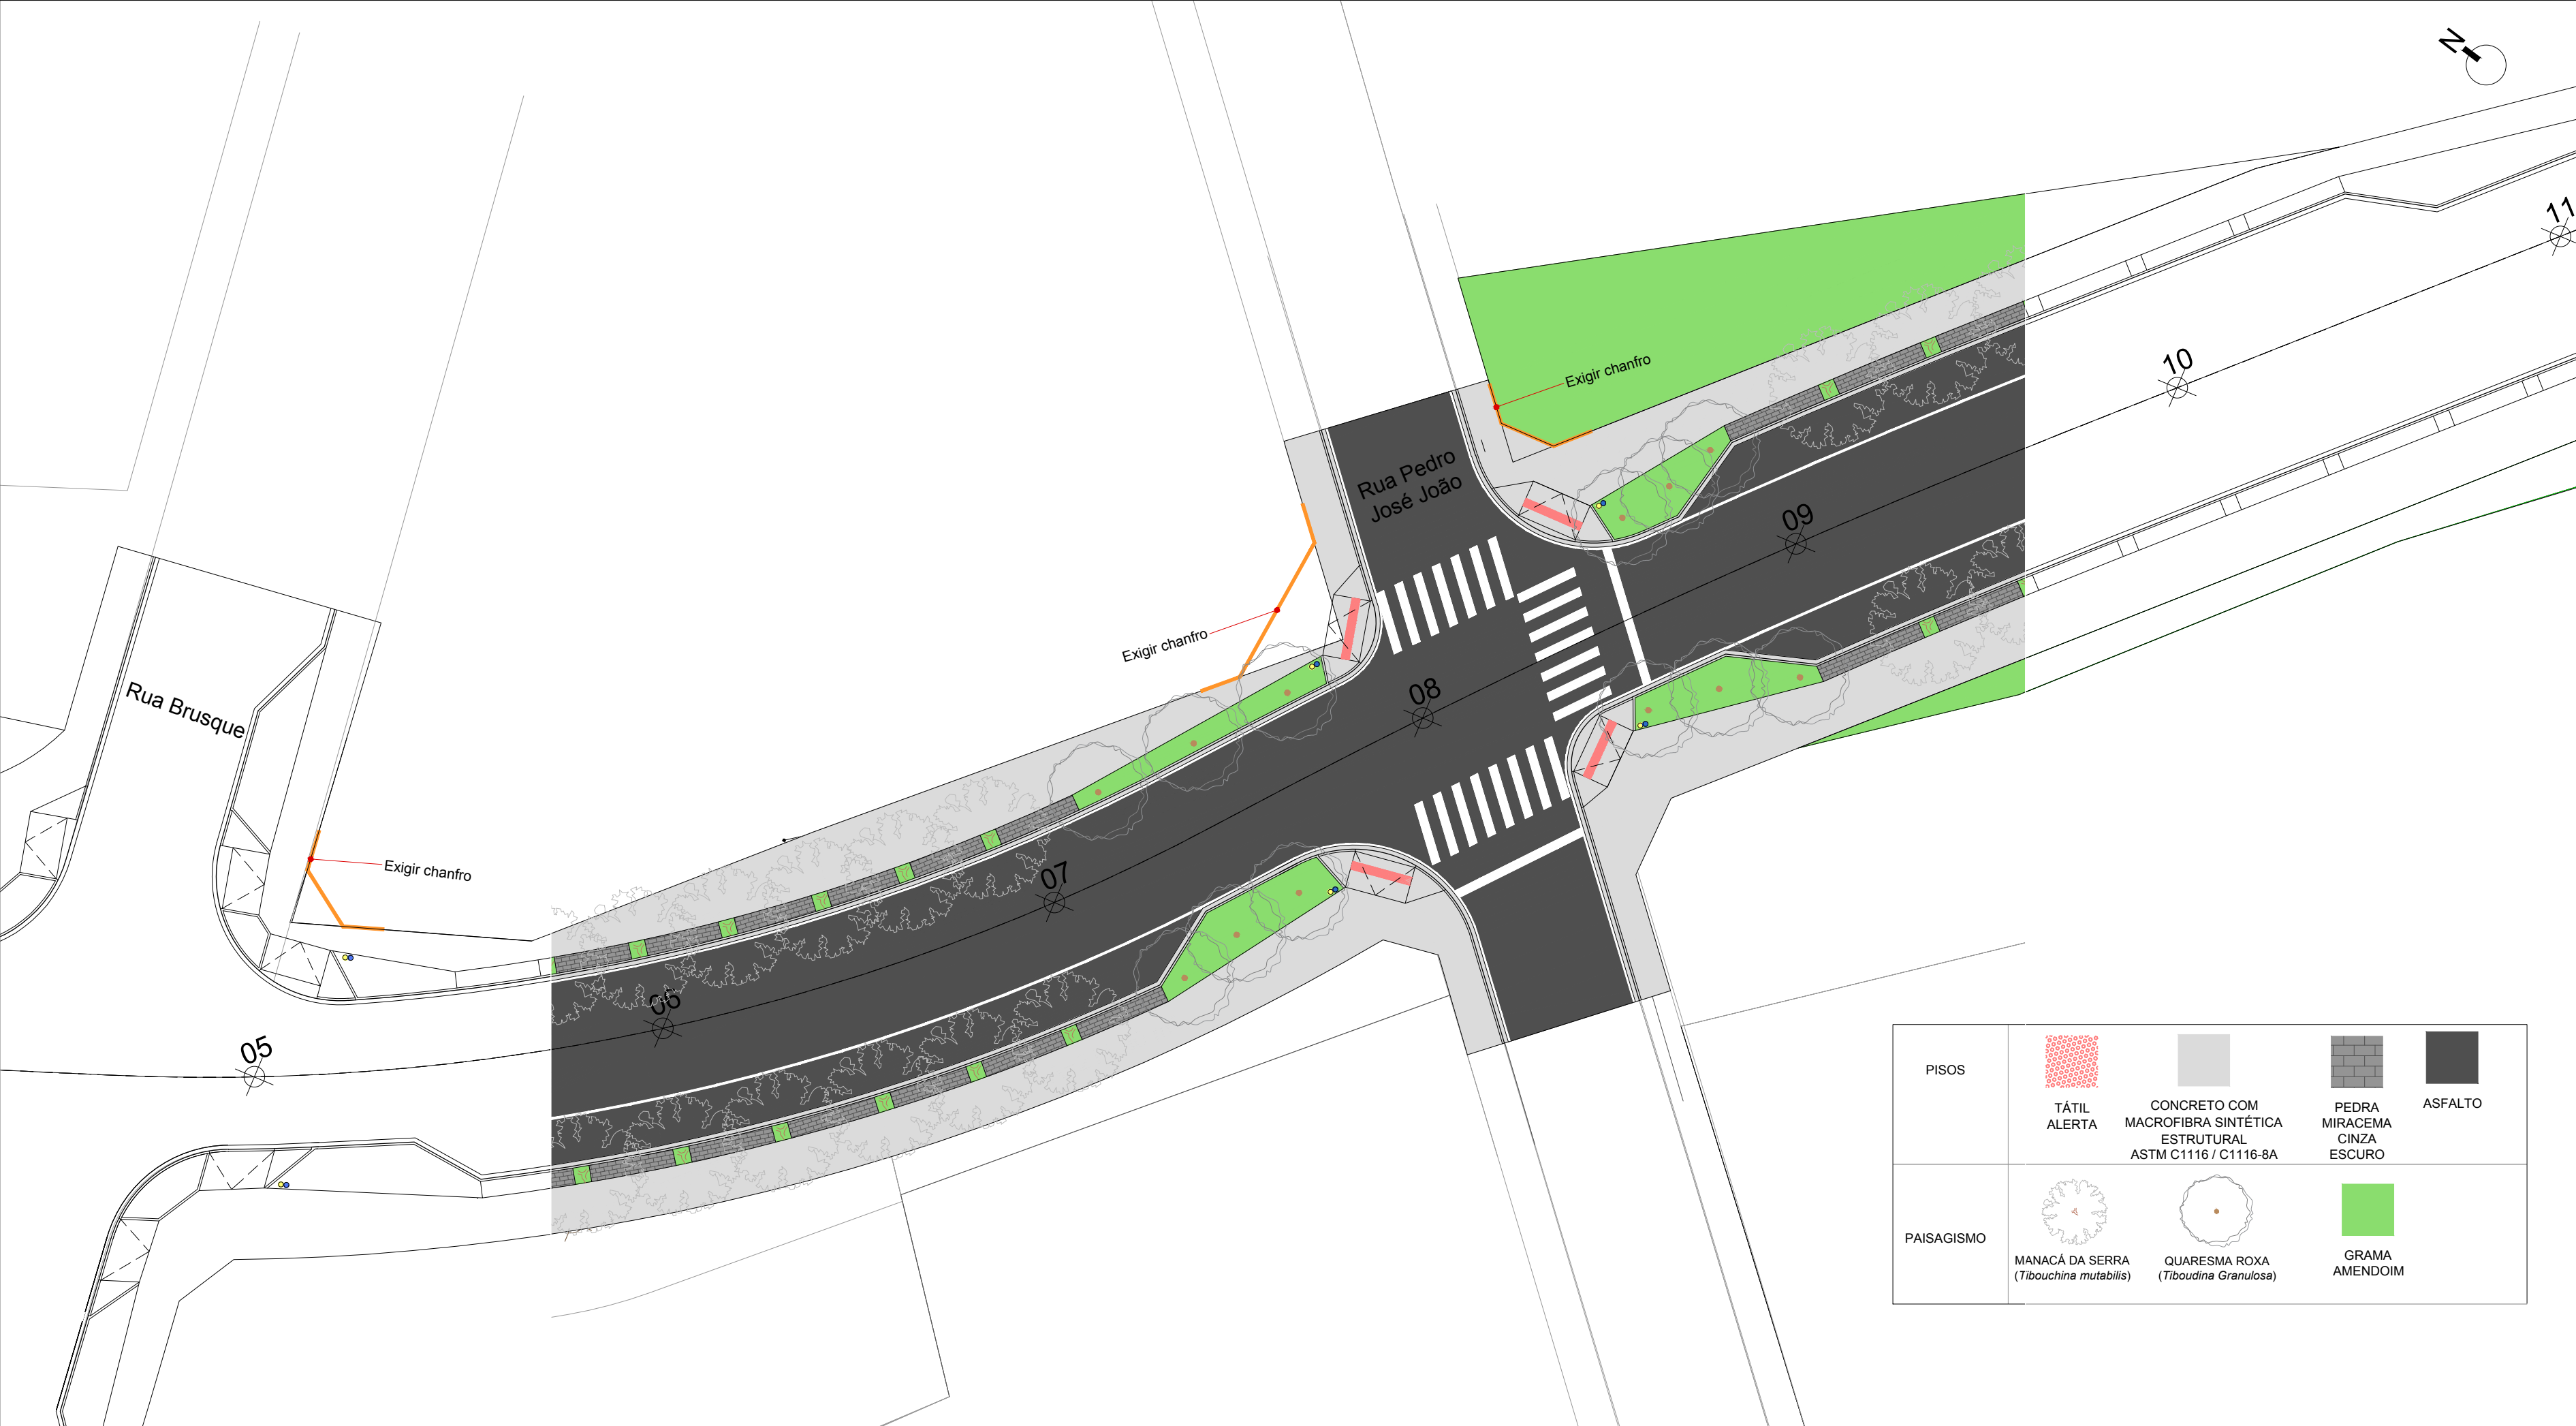 N
11
10
Exigir chanfro
Rua Pedro
José João
09
Exigir chanfro
08
Rua Brusque
Exigir chanfro
07
06
05
PISOS
TÁTIL
ALERTA
CONCRETO COM
MACROFIBRA SINTÉTICA
ESTRUTURAL
ASTM C1116 / C1116-8A
PEDRA
MIRACEMA
CINZA
ESCURO
ASFALTO
PAISAGISMO
MANACÁ DA SERRA
(Tibouchina mutabilis)
QUARESMA ROXA
(Tiboudina Granulosa)
GRAMA
AMENDOIM